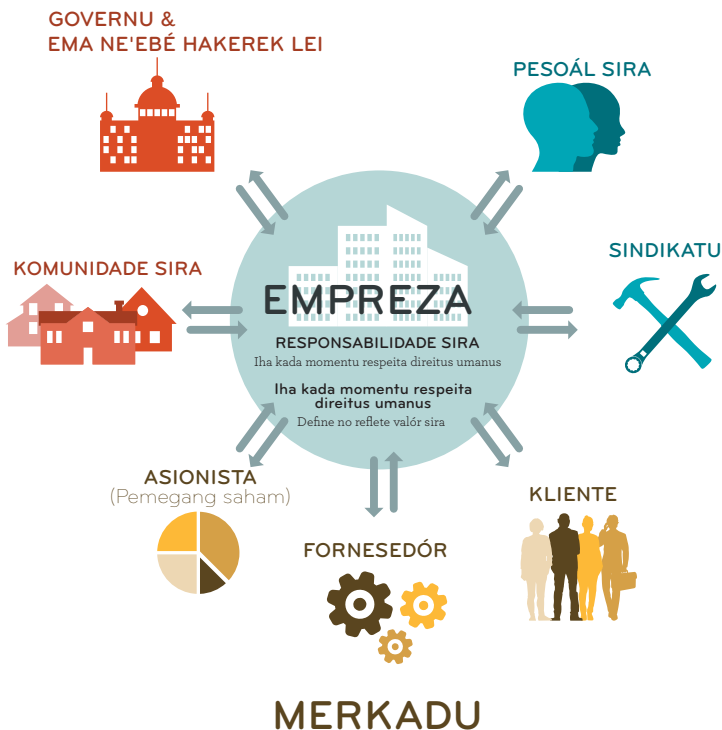 GOVERNU &
EMA NE'EBÉ HAKEREK LEI
PESOÁL SIRA
KOMUNIDADE SIRA
SINDIKATU
EMPREZA
RESPONSABILIDADE SIRA
Iha kada momentu respeita direitus umanus
Iha kada momentu respeita
direitus umanus
Define no reflete valór sira
ASIONISTA
(Pemegang saham)
KLIENTE
FORNESEDÓR
MERKADU